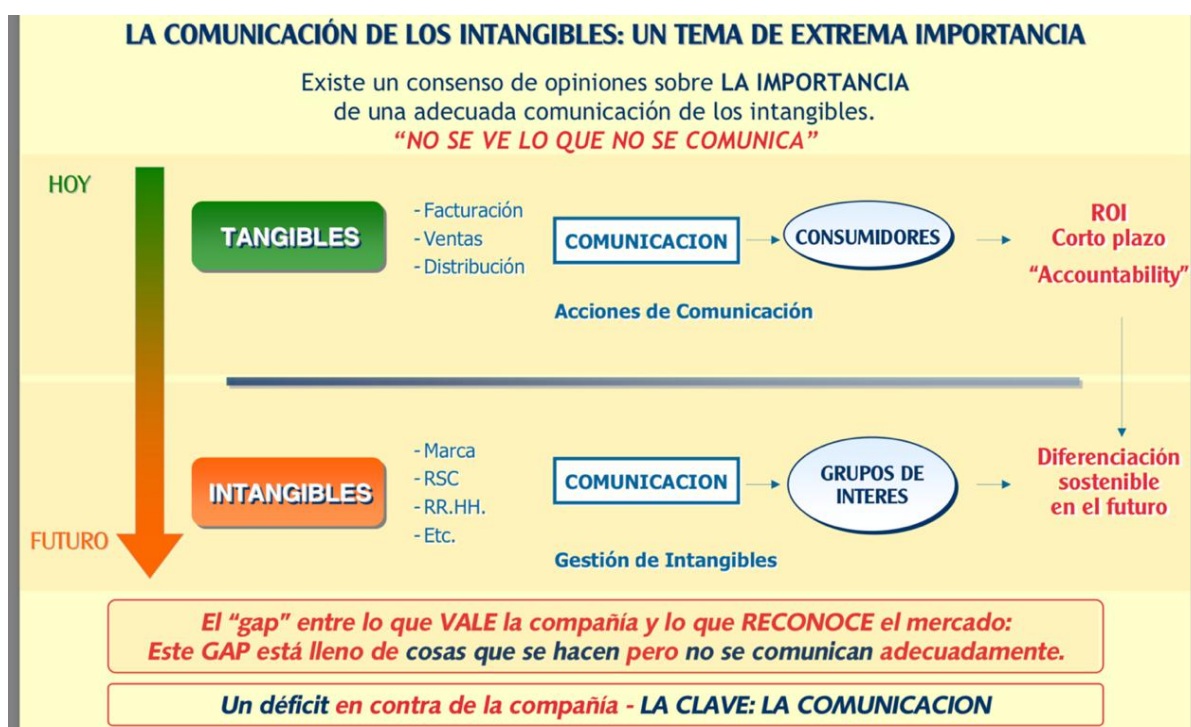 LA COMUNICACIÓN DE LOS INTANGIBLES: UN TEMA DE EXTREMA IMPORTANCIA
Existe un consenso de opiniones sobre LA IMPORTANCIA
de una adecuada comunicación de los intangibles.
“NO SE VE LO QUE NO SE COMUNICA”
HOY
TANGIBLES
- Facturación
- Ventas
- Distribución
COMUNICACION
CONSUMIDORES
ROI
Corto plazo
“Accountability”
Acciones de Comunicación
INTANGIBLES
- Marca
- RSC
- RR.HH.
- Etc.
COMUNICACION
GRUPOS DE
INTERES
Diferenciación
sostenible
en el futuro
FUTURO
Gestión de Intangibles
El “gap” entre lo que VALE la compañía y lo que RECONOCE el mercado:
Este GAP está lleno de cosas que se hacen pero no se comunican adecuadamente.
Un déficit en contra de la compañía - LA CLAVE: LA COMUNICACION